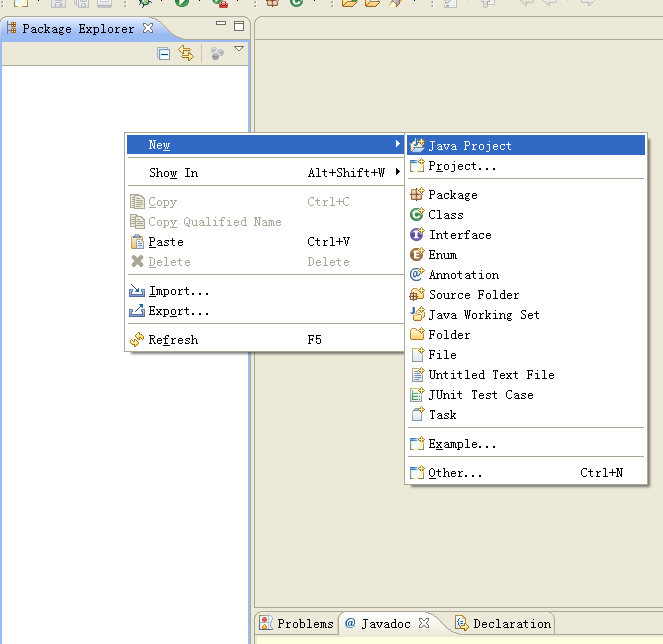 Package Explorer
New
Show In Alt+Shift+W
Copy Ctrl+C
Copy Qualified Name
Paste Ctrl+V
Delete Delete
Import...
Export...
Refresh F5
Java Project
Project...
Package
Class
Interface
Enum
Annotation
Source Folder
Java Working Set
Folder
File
Untitled Text File
JUnit Test Case
Task
Example...
Other... Ctrl+N
Problems @ Javadoc Declaration